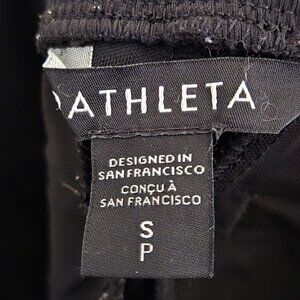 ATHLETA
DESIGNED IN
SAN FRANCISCO
CONÇU À
SAN FRANCISCO
S
P